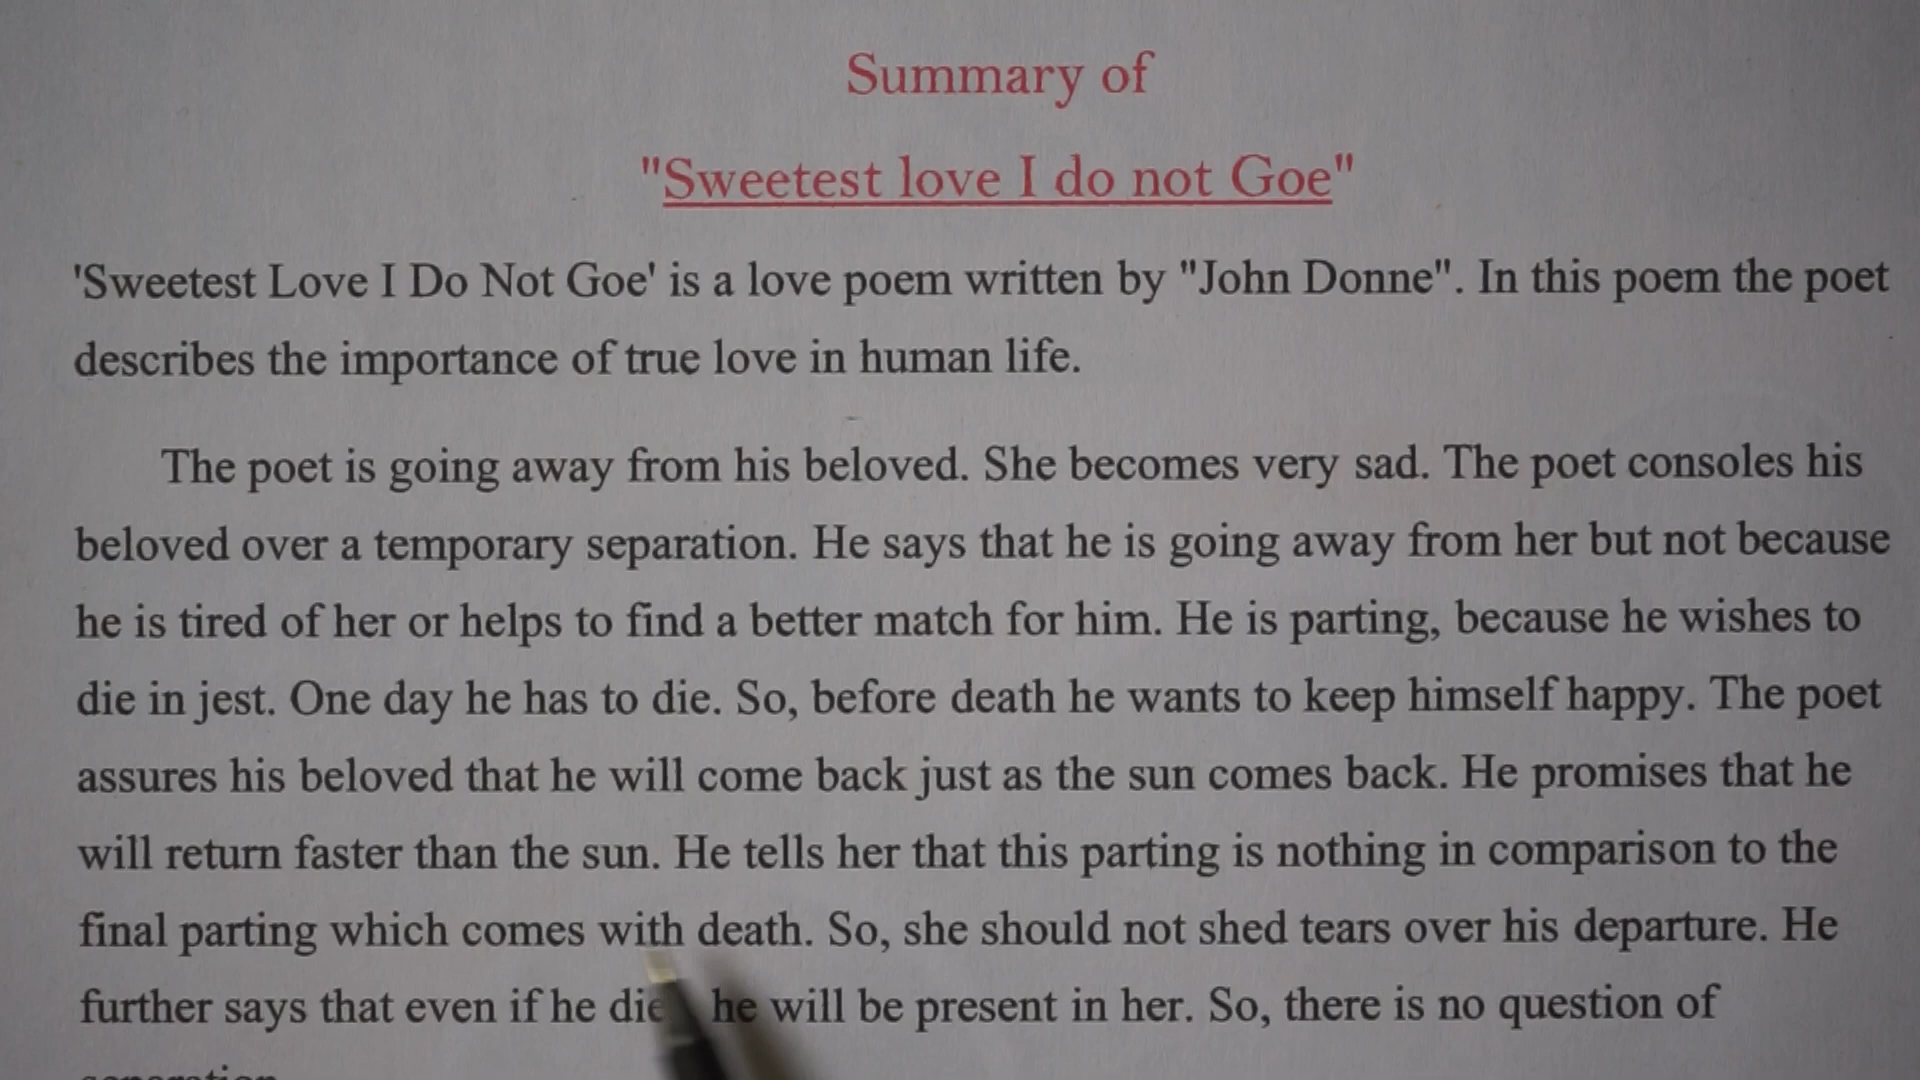 Summary of
"Sweetest love I do not Goe"
'Sweetest Love I Do Not Goe' is a love poem written by "John Donne". In this poem the poet
describes the importance of true love in human life.
The poet is going away from his beloved. She becomes very sad. The poet consoles his
beloved over a temporary separation. He says that he is going away from her but not because
he is tired of her or helps to find a better match for him. He is parting, because he wishes to
die in jest. One day he has to die. So, before death he wants to keep himself happy. The poet
assures his beloved that he will come back just as the sun comes back. He promises that he
will return faster than the sun. He tells her that this parting is nothing in comparison to the
final parting which comes with death. So, she should not shed tears over his departure. He
further says that even if he he will be present in her. So, there is no question of